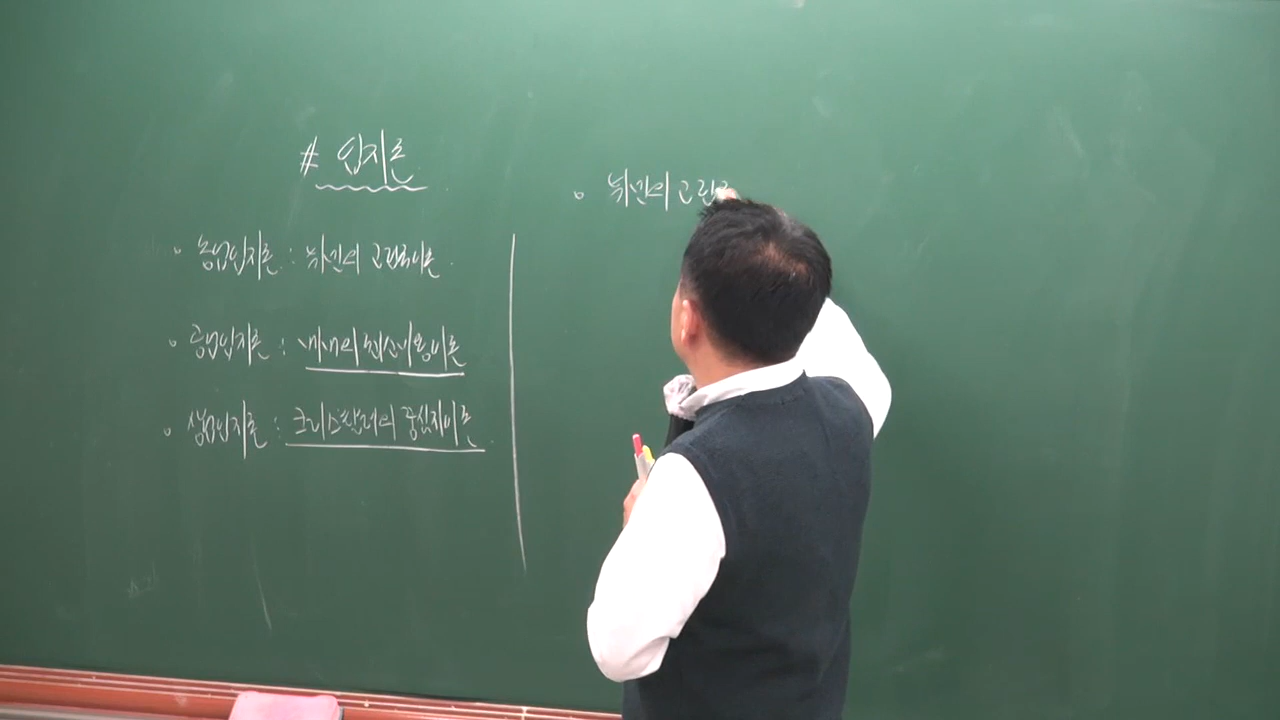 # 입지론
◦ 농업입지론 : 튀넨의 고립국이론
◦ 공업입지론 : 베버의 최소비용이론
◦ 상업입지론 : 크리스탈러의 중심지이론
◦ 튀넨의 고립